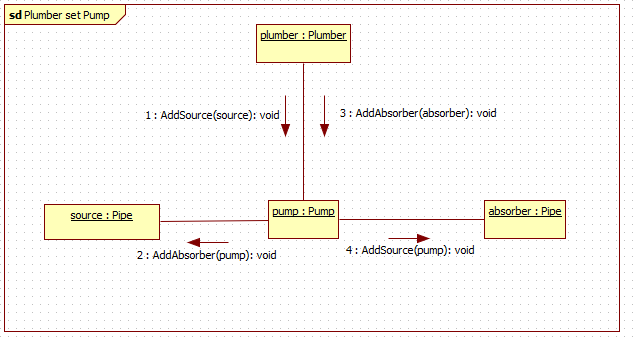 sd Plumber set Pump
plumber : Plumber
1 : AddSource(source): void
3 : AddAbsorber(absorber): void
source : Pipe
pump : Pump
absorber : Pipe
2 : AddAbsorber(pump): void
4 : AddSource(pump): void